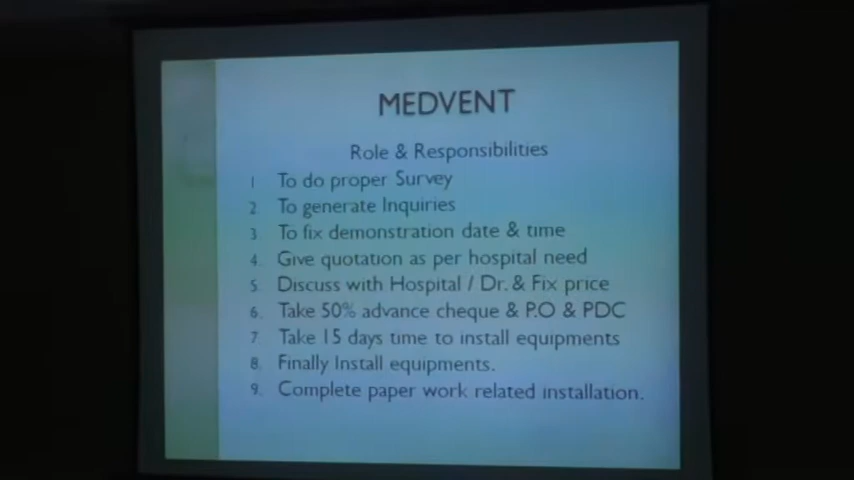 MEDVENT
Role & Responsibilities
1. To do proper Survey
2. To generate Inquiries
3. To fix demonstration date & time
4. Give quotation as per hospital need
5. Discuss with Hospital / Dr. & Fix price
6. Take 50% advance cheque & P.O & PDC
7. Take 15 days time to install equipments
8. Finally Install equipments.
9. Complete paper work related installation.